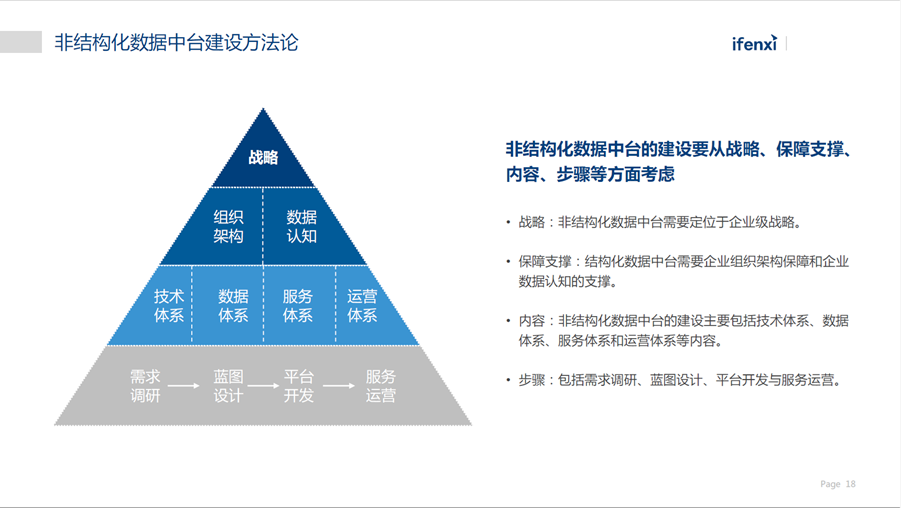 非结构化数据中台建设方法论
ifenxi
战略
组织
架构
数据
认知
技术
体系
数据
体系
服务
体系
运营
体系
需求
调研
蓝图
设计
平台
开发
服务
运营
非结构化数据中台的建设要从战略、保障支撑、
内容、步骤等方面考虑
• 战略：非结构化数据中台需要定位于企业级战略。
• 保障支撑：结构化数据中台需要企业组织架构保障和企业
数据认知的支撑。
• 内容：非结构化数据中台的建设主要包括技术体系、数据
体系、服务体系和运营体系等内容。
• 步骤：包括需求调研、蓝图设计、平台开发与服务运营。
Page 18